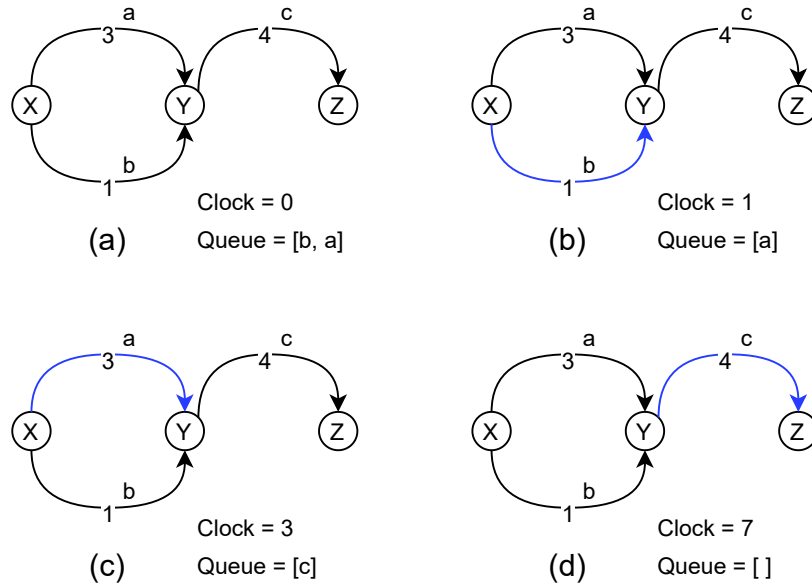 a
3
c
4
X
Y
Z
b
1
Clock = 0
(a)
Queue = [b, a]
a
3
c
4
X
Y
Z
b
1
Clock = 1
(b)
Queue = [a]
a
3
c
4
X
Y
Z
b
1
Clock = 3
(c)
Queue = [c]
a
3
c
4
X
Y
Z
b
1
Clock = 7
(d)
Queue = [ ]